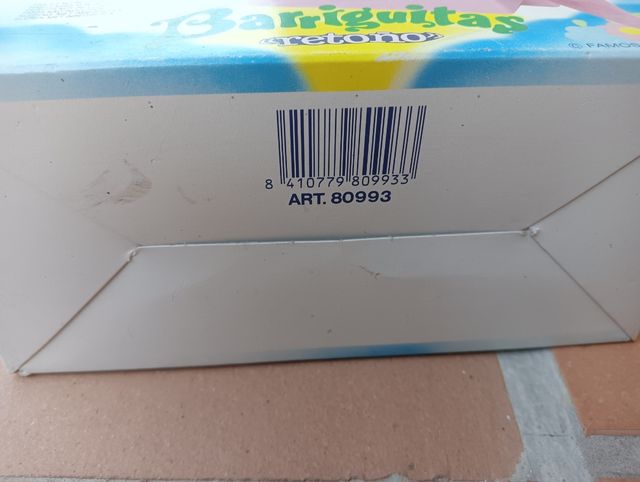 Barriguitas
retoño
© FAMOS
8 410779 809933
ART. 80993